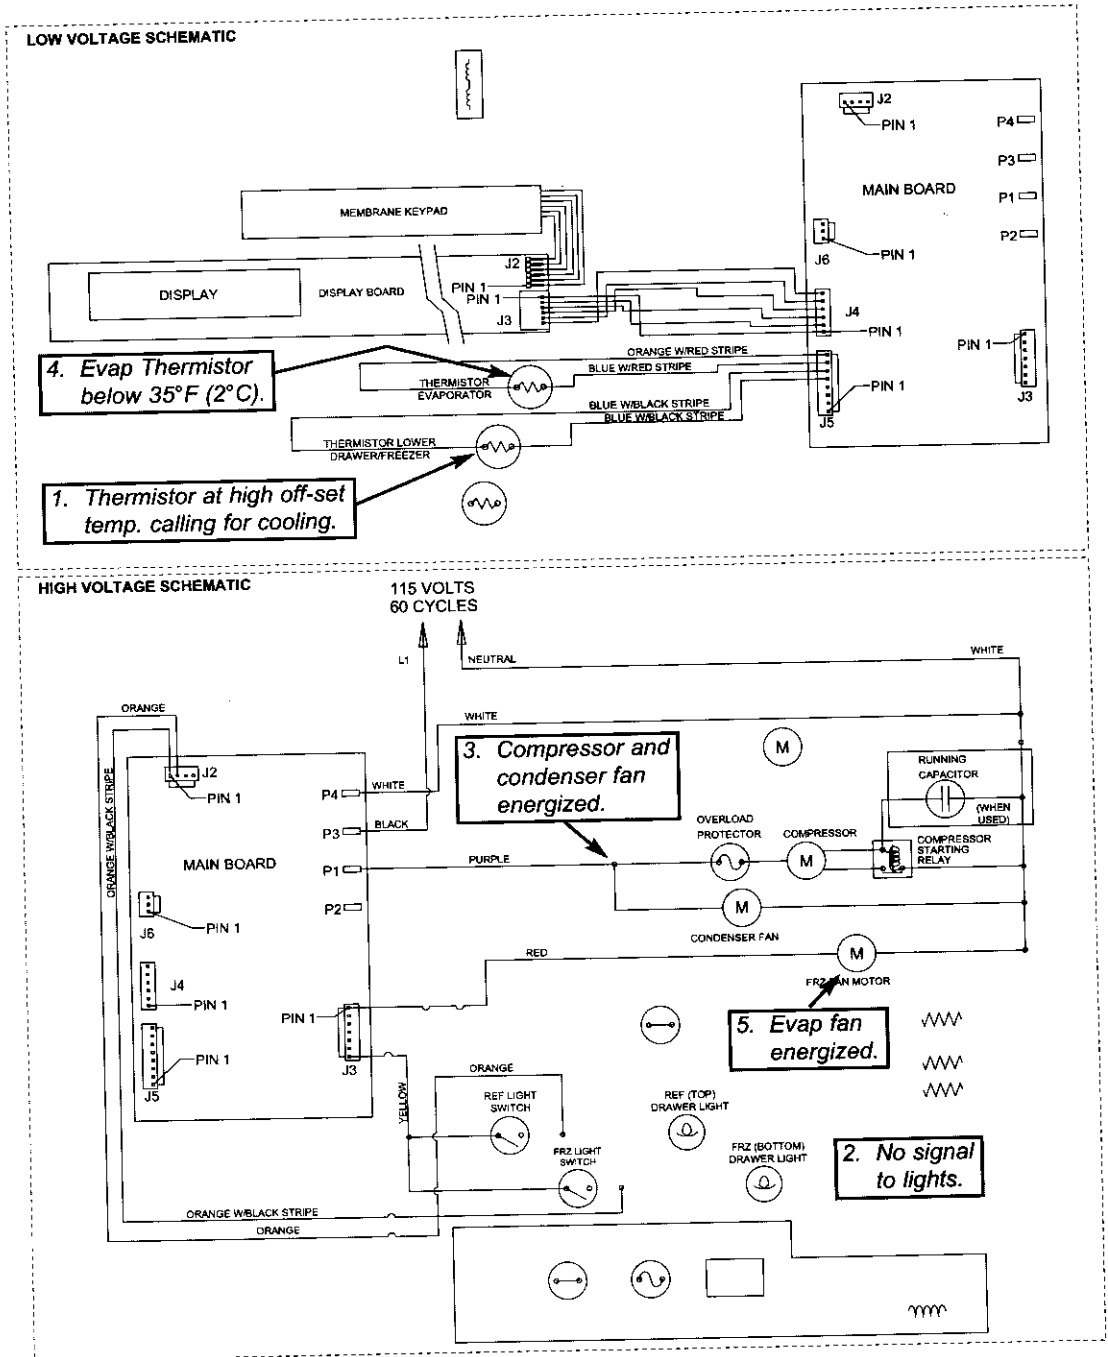 LOW VOLTAGE SCHEMATIC
J2
PIN 1
P4
P3
MAIN BOARD
P1
P2
J6
PIN 1
MEMBRANE KEYPAD
J2
PIN 1
DISPLAY
DISPLAY BOARD
PIN 1
J3
J4
PIN 1
PIN 1
J3
ORANGE W/RED STRIPE
BLUE W/RED STRIPE
4. Evap Thermistor
below 35°F (2°C).
THERMISTOR
EVAPORATOR
PIN 1
J5
BLUE W/BLACK STRIPE
BLUE W/BLACK STRIPE
THERMISTOR LOWER
DRAWER/FREEZER
1. Thermistor at high off-set
temp. calling for cooling.
HIGH VOLTAGE SCHEMATIC
115 VOLTS
60 CYCLES
L1
NEUTRAL
WHITE
ORANGE
WHITE
3. Compressor and
condenser fan
energized.
M
RUNNING
CAPACITOR
(WHEN
USED)
J2
PIN 1
P4
WHITE
P3
BLACK
ORANGE W/BLACK STRIPE
MAIN BOARD
P1
PURPLE
OVERLOAD
PROTECTOR
COMPRESSOR
M
COMPRESSOR
STARTING
RELAY
P2
M
CONDENSER FAN
J6
PIN 1
RED
M
FRZ FAN MOTOR
J4
PIN 1
PIN 1
J3
5. Evap fan
energized.
PIN 1
J5
YELLOW
ORANGE
REF LIGHT
SWITCH
REF (TOP)
DRAWER LIGHT
FRZ LIGHT
SWITCH
FRZ (BOTTOM)
DRAWER LIGHT
2. No signal
to lights.
ORANGE W/BLACK STRIPE
ORANGE